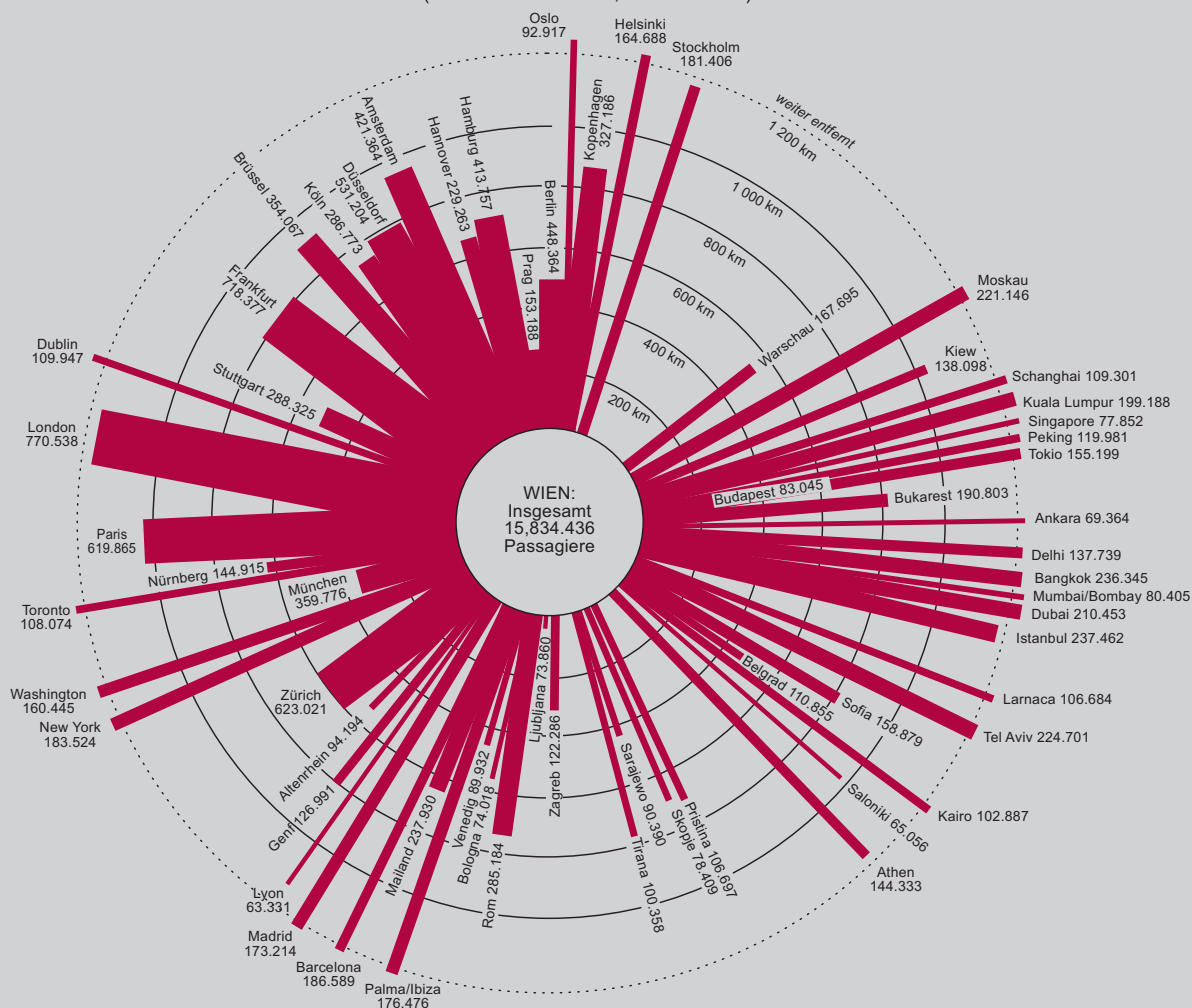 Oslo
92.917
Helsinki
164.688
Stockholm
181.406
Kopenhagen
327.186
Berlin 448.364
Prag 153.188
Hamburg 413.757
Hannover 229.263
Amsterdam
421.364
Düsseldorf
531.204
Köln 286.773
Brüssel 354.067
Frankfurt
718.377
Stuttgart 288.325
Dublin
109.947
London
770.538
Paris
619.865
Nürnberg 144.915
München
359.776
Toronto
108.074
Washington
160.445
New York
183.524
Zürich
623.021
Altenrhein 94.194
Genf 126.991
Lyon
63.331
Madrid
173.214
Barcelona
186.589
Palma/Ibiza
176.476
Mailand 237.930
Venedig 89.932
Bologna 74.018
Rom 285.184
Ljubljana 73.860
Zagreb 122.286
Sarajewo 90.390
Tirana 100.358
Skopje 78.409
Pristina 106.697
Athen
144.333
Saloniki 65.056
Kairo 102.887
Belgrad 110.855
Sofia 158.879
Tel Aviv 224.701
Larnaca 106.684
Istanbul 237.462
Dubai 210.453
Mumbai/Bombay 80.405
Bangkok 236.345
Delhi 137.739
Ankara 69.364
Bukarest 190.803
Budapest 83.045
Tokio 155.199
Peking 119.981
Singapore 77.852
Kuala Lumpur 199.188
Schanghai 109.301
Kiew
138.098
Moskau
221.146
Warschau 167.695
weiter entfernt
1 200 km
1 000 km
800 km
600 km
400 km
200 km
WIEN:
Insgesamt
15,834.436
Passagiere